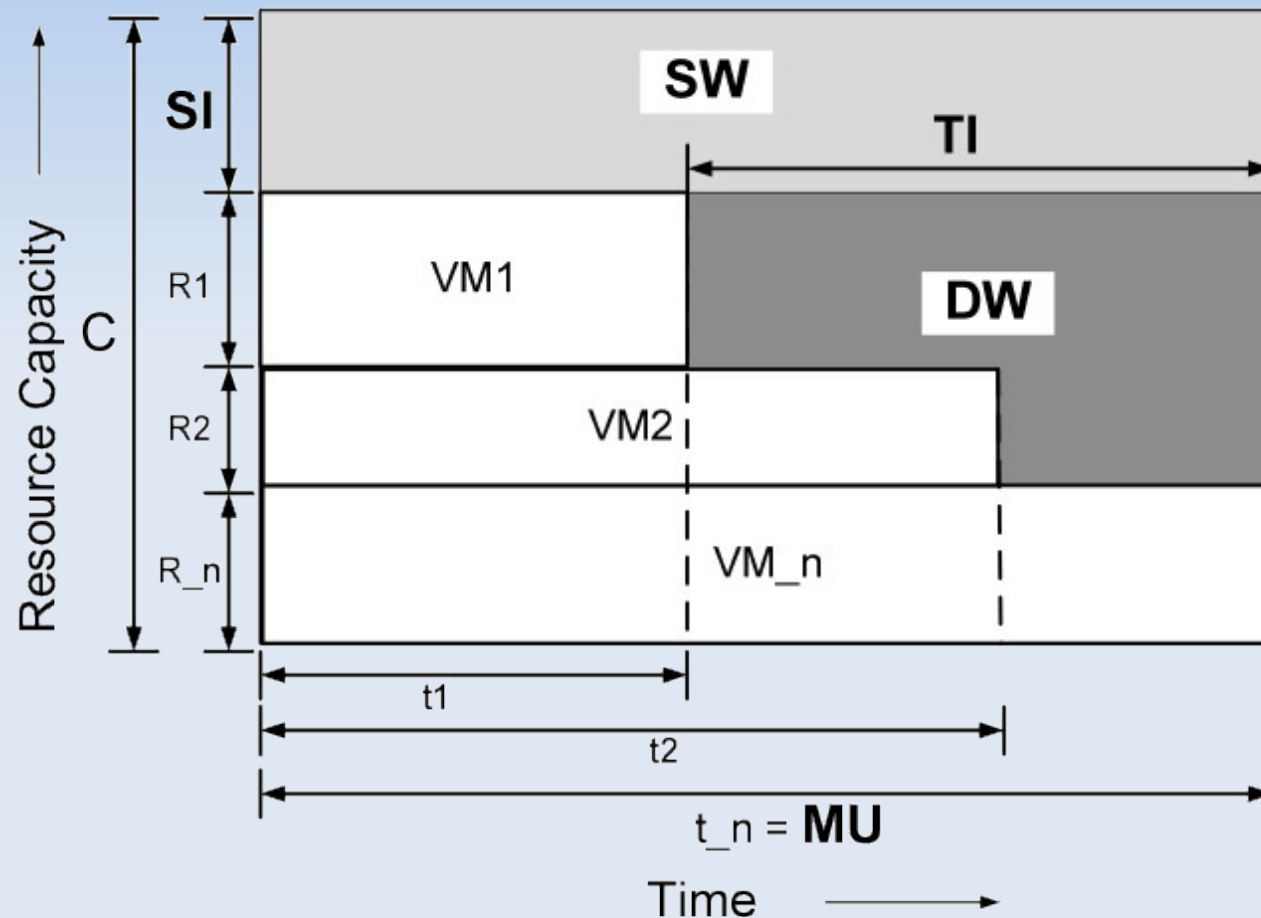 SW
SI
TI
R1
VM1
DW
Resource Capacity
C
R2
VM2
R_n
VM_n
t1
t2
t_n = MU
Time